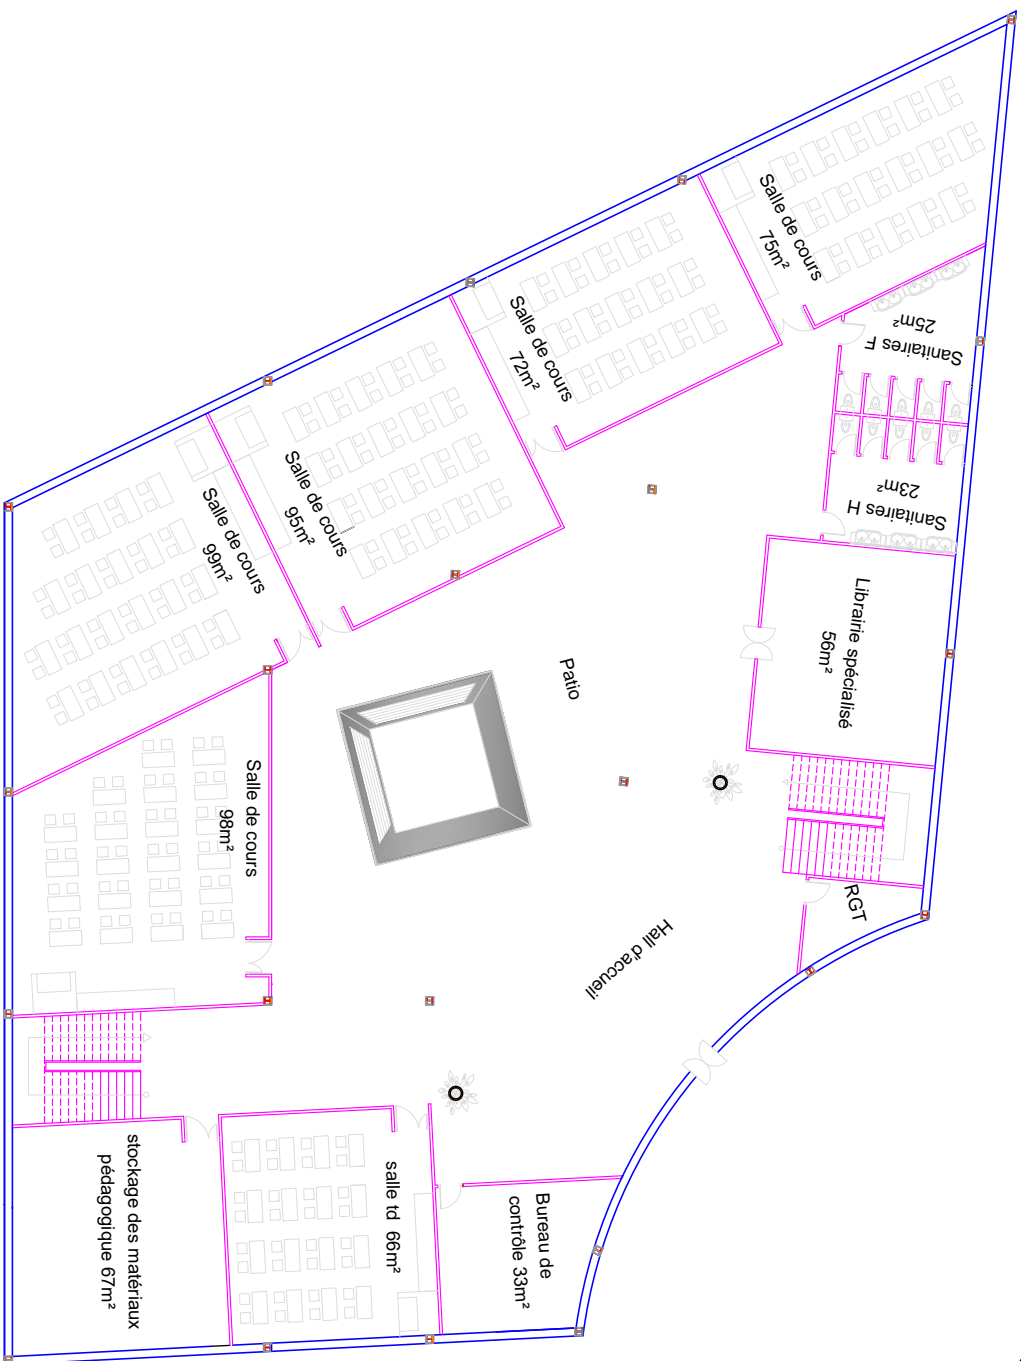 Salle de cours
75m²
Salle de cours
72m²
Sanitaires F
25m²
Salle de cours
95m²
Salle de cours
99m²
Sanitaires H
23m²
Librairie spécialisé
56m²
Patio
Salle de cours
98m²
RGT
Hall d'accueil
stockage des matériaux
pédagogique 67m²
salle td 66m²
Bureau de
contrôle 33m²